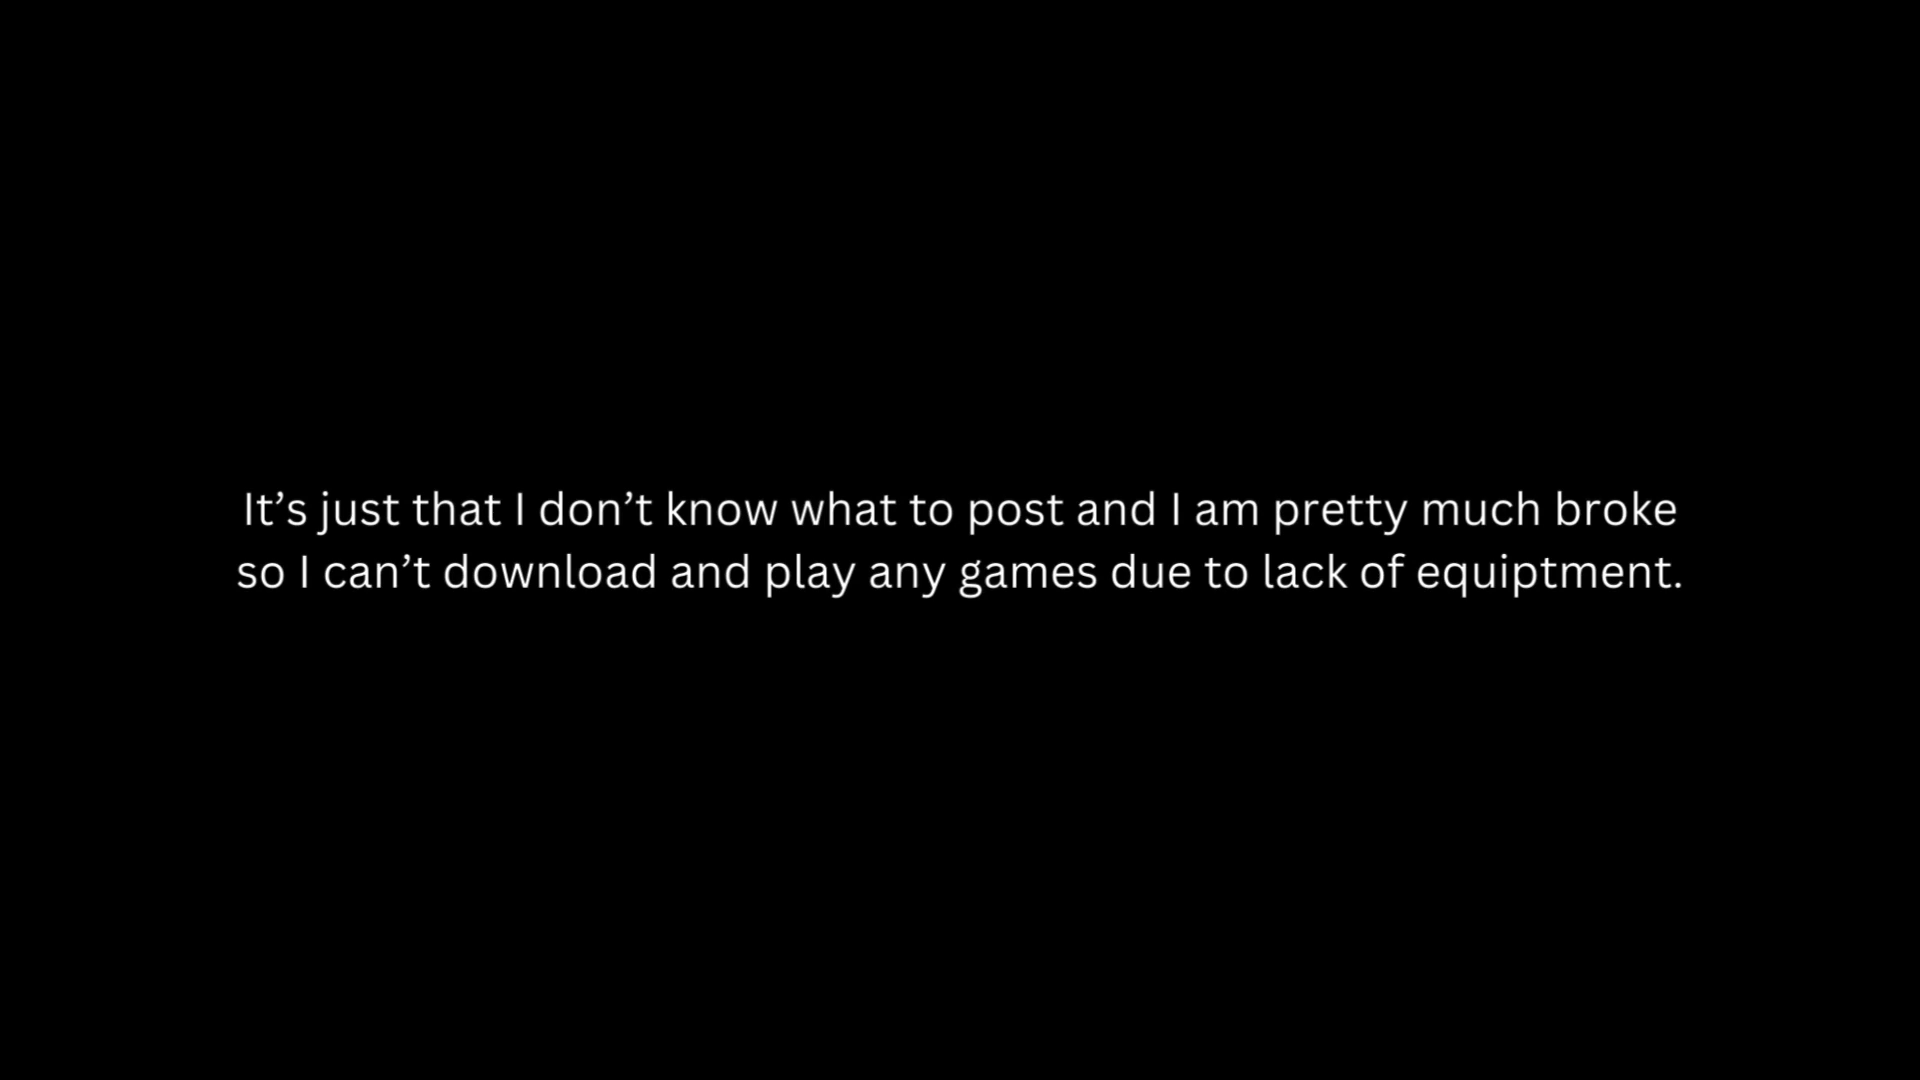 It’s just that I don’t know what to post and I am pretty much broke
so I can’t download and play any games due to lack of equiptment.